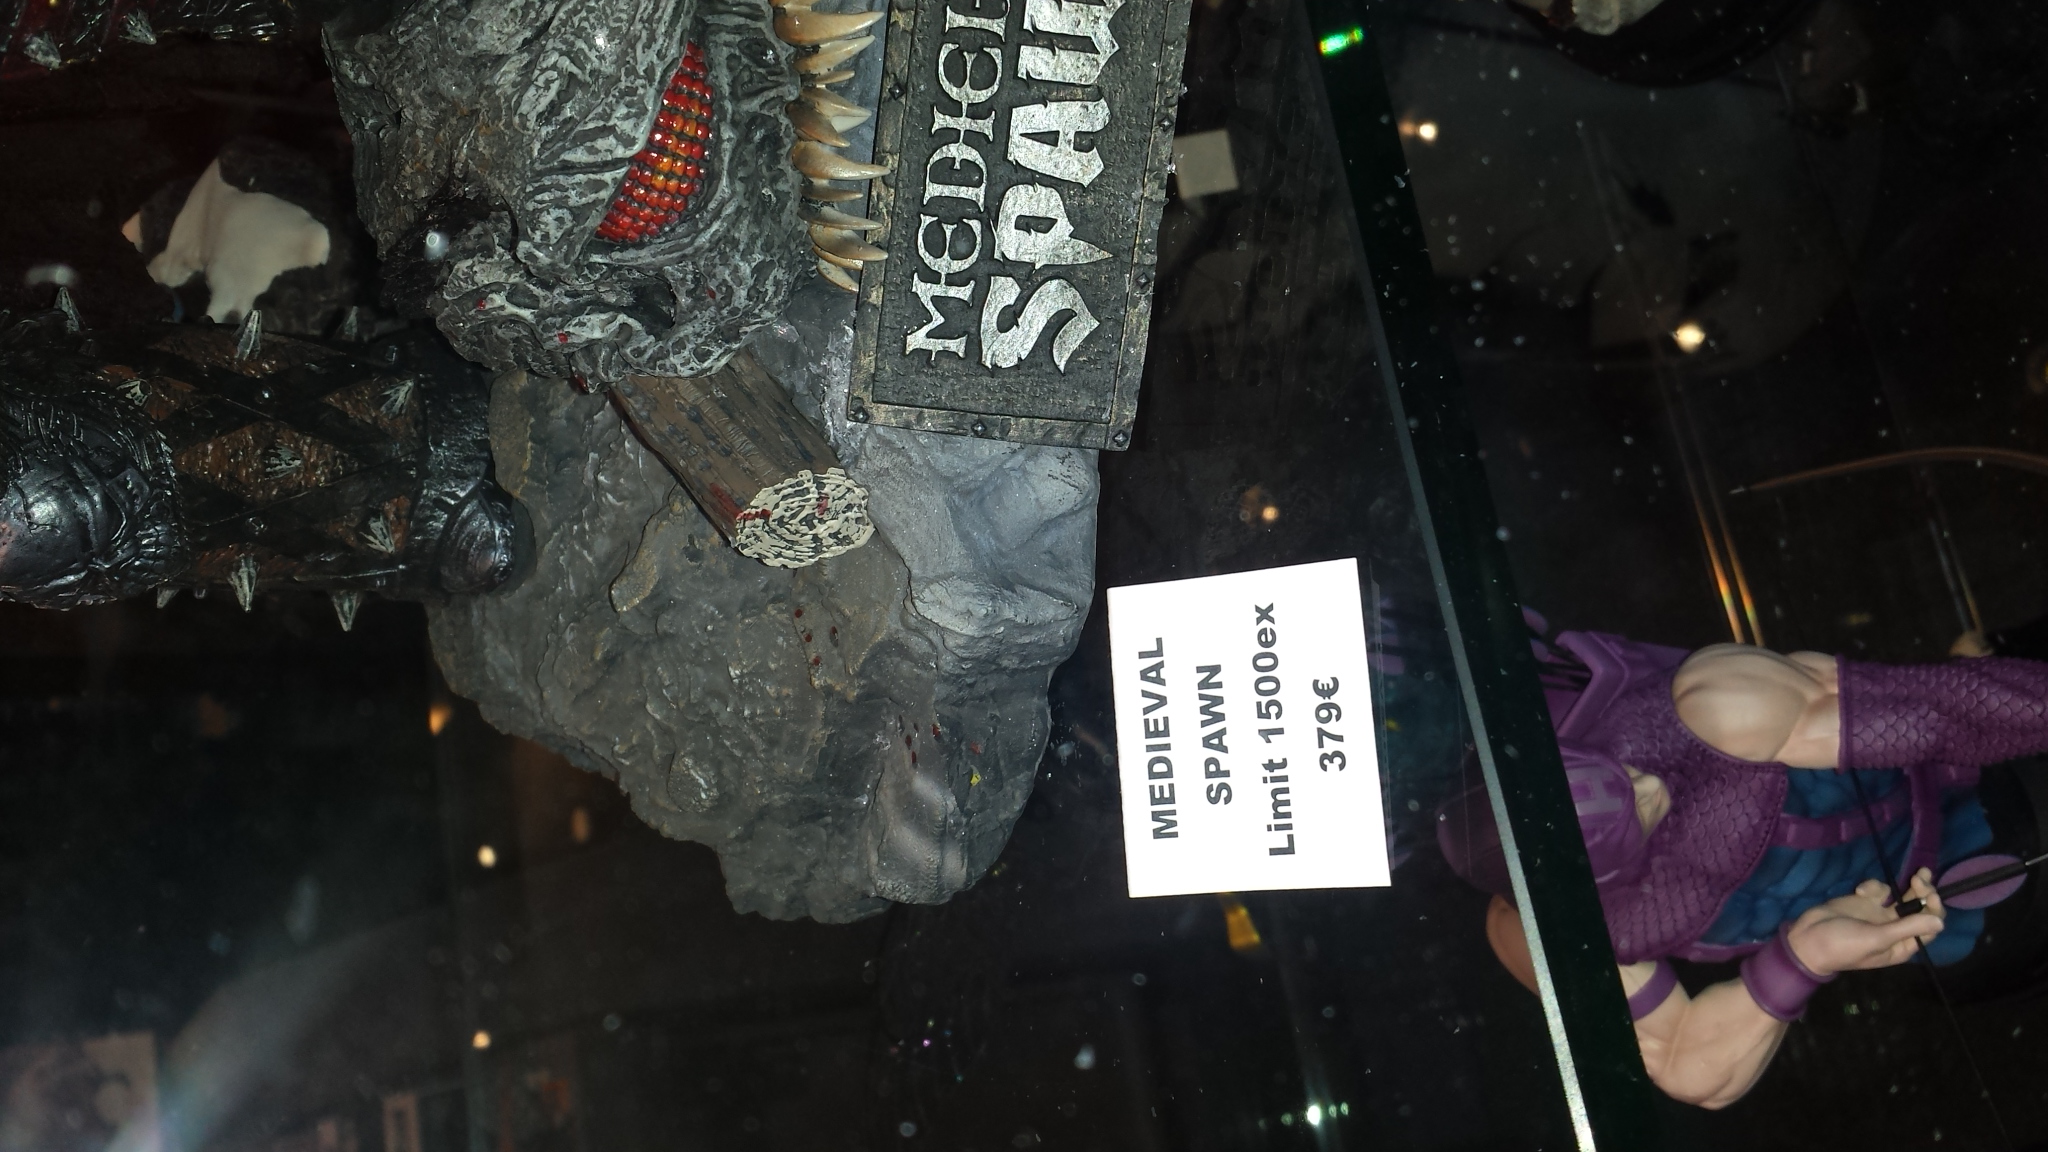 MEDIEVAL
SPAWN
Limit 1500ex
379€
H